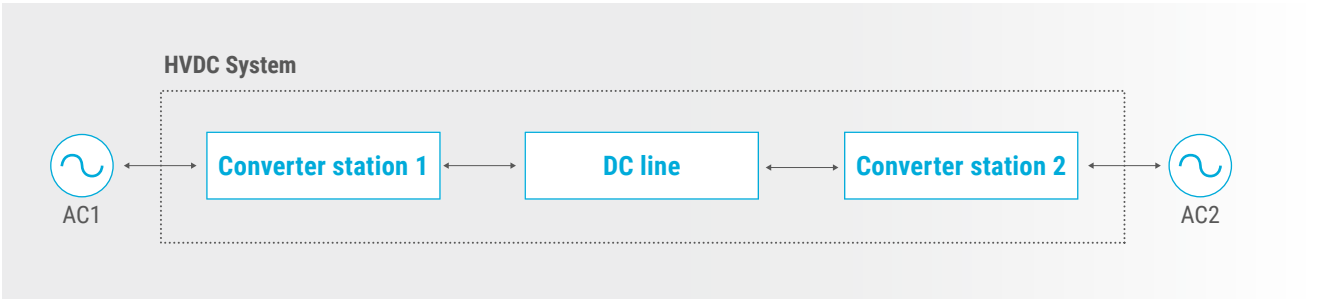 HVDC System
Converter station 1
DC line
Converter station 2
AC1
AC2